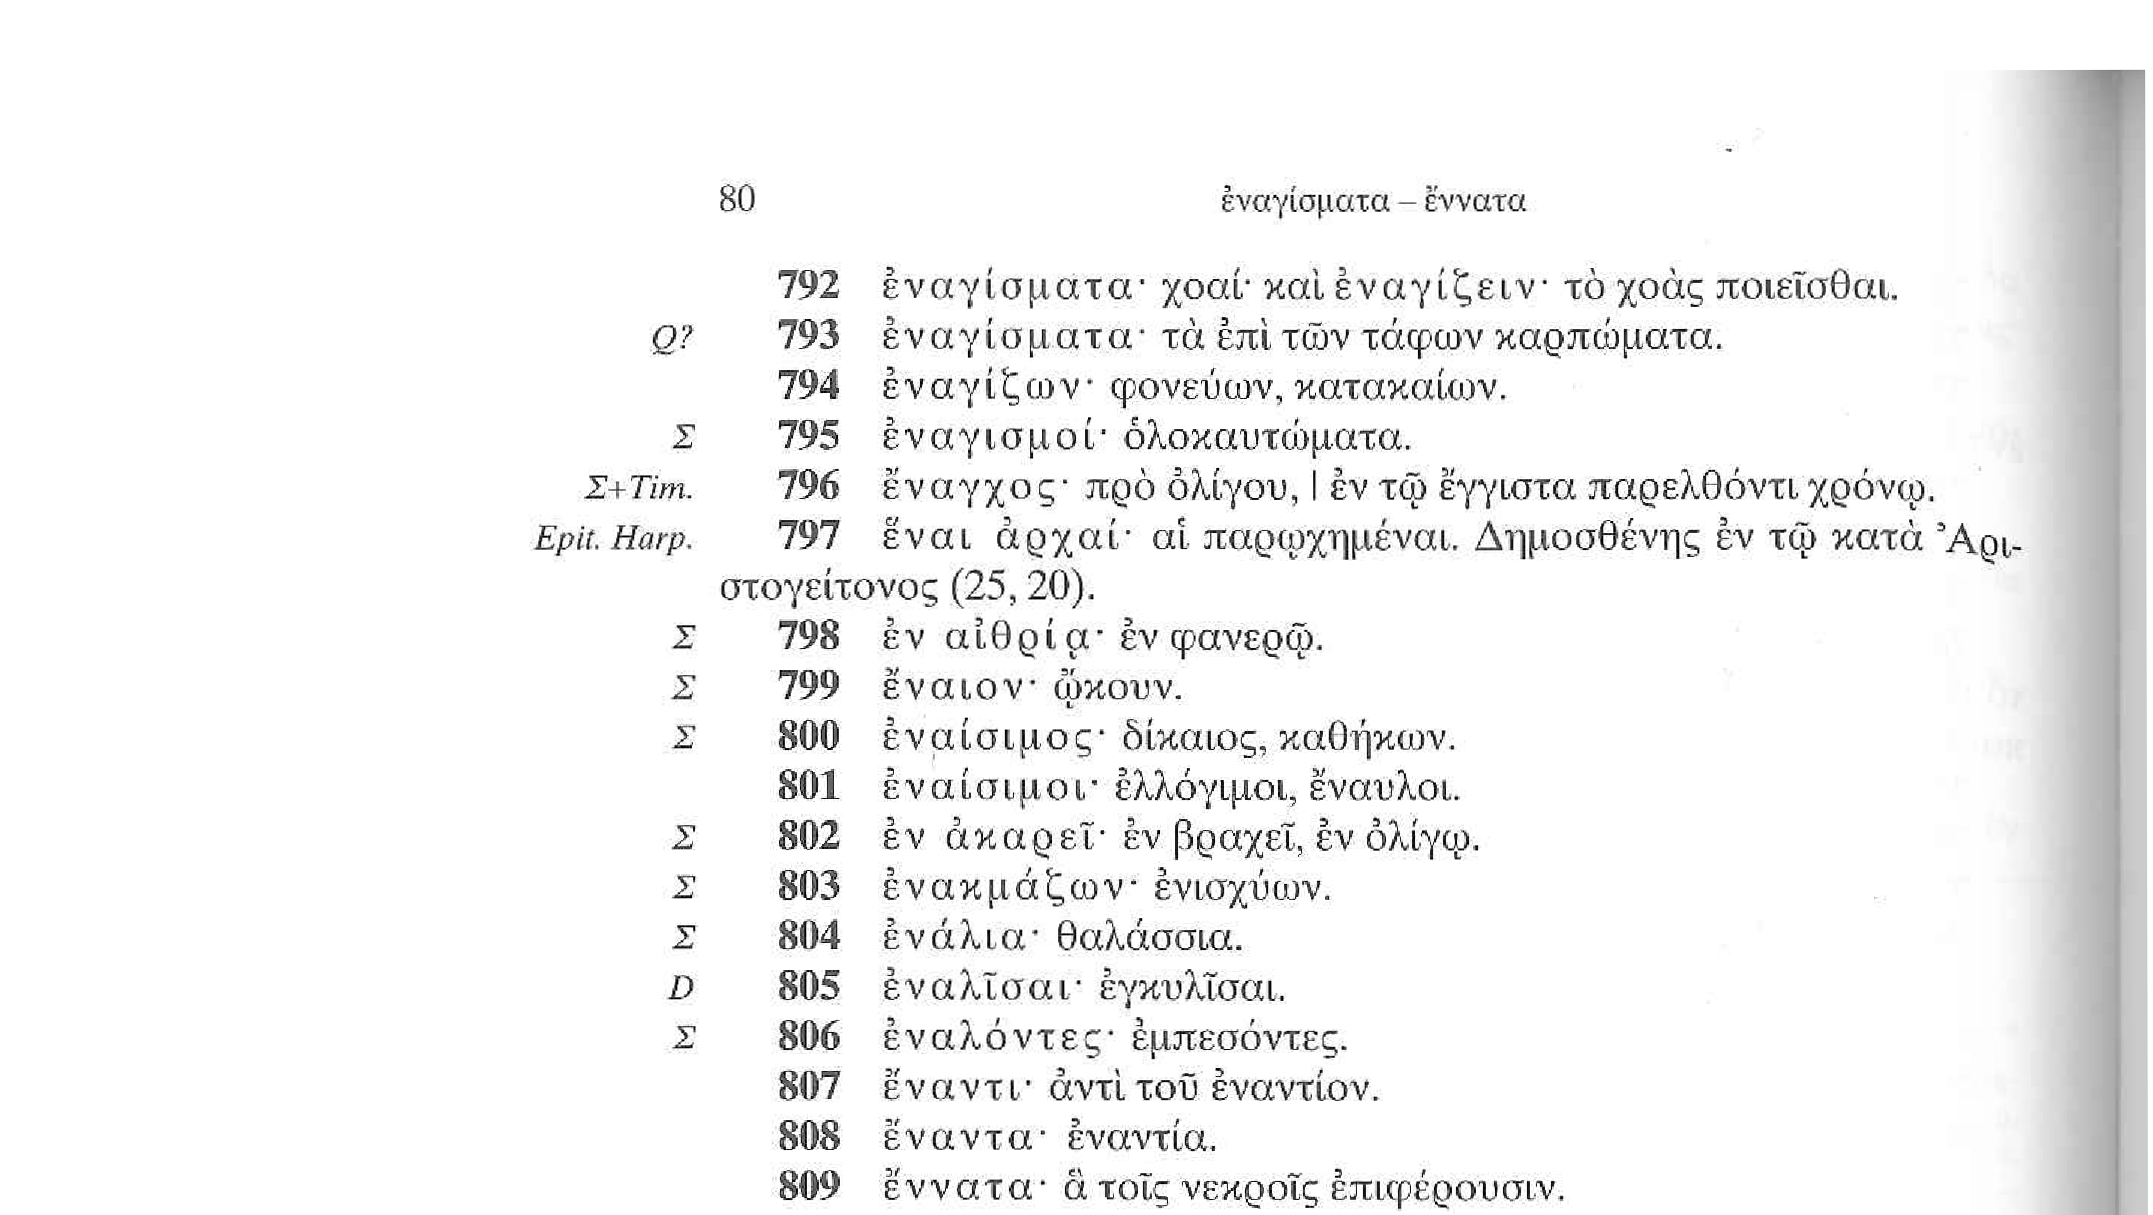 80 ἐναγίσματα – ἔννατα
792 ἐναγίσματα· χοαί· καὶ ἐναγίζειν· τὸ χοὰς ποιεῖσθαι.
Q? 793 ἐναγίσματα· τὰ ἐπὶ τῶν τάφων καρπώματα.
794 ἐναγίζων· φονεύων, κατακαίων.
Σ 795 ἐναγισμοί· ὁλοκαυτώματα.
Σ+Tim. 796 ἔναγχος· πρὸ ὀλίγου, | ἐν τῷ ἔγγιστα παρελθόντι χρόνῳ.
Epit. Harp. 797 ἕναι ἀρχαί· αἱ παρῳχημέναι. Δημοσθένης ἐν τῷ κατὰ Ἀρι-
στογείτονος (25, 20).
Σ 798 ἐν αἰθρίᾳ· ἐν φανερῷ.
Σ 799 ἔναιον· ᾤκουν.
Σ 800 ἐναίσιμος· δίκαιος, καθήκων.
801 ἐναίσιμοι· ἐλλόγιμοι, ἔναυλοι.
Σ 802 ἐν ἀκαρεῖ· ἐν βραχεῖ, ἐν ὀλίγῳ.
Σ 803 ἐνακμάζων· ἐνισχύων.
Σ 804 ἐνάλια· θαλάσσια.
D 805 ἐναλῖσαι· ἐγκυλῖσαι.
Σ 806 ἐναλόντες· ἐμπεσόντες.
807 ἔναντι· ἀντὶ τοῦ ἐναντίον.
808 ἔναντα· ἐναντία.
809 ἔννατα· ἃ τοῖς νεκροῖς ἐπιφέρουσιν.